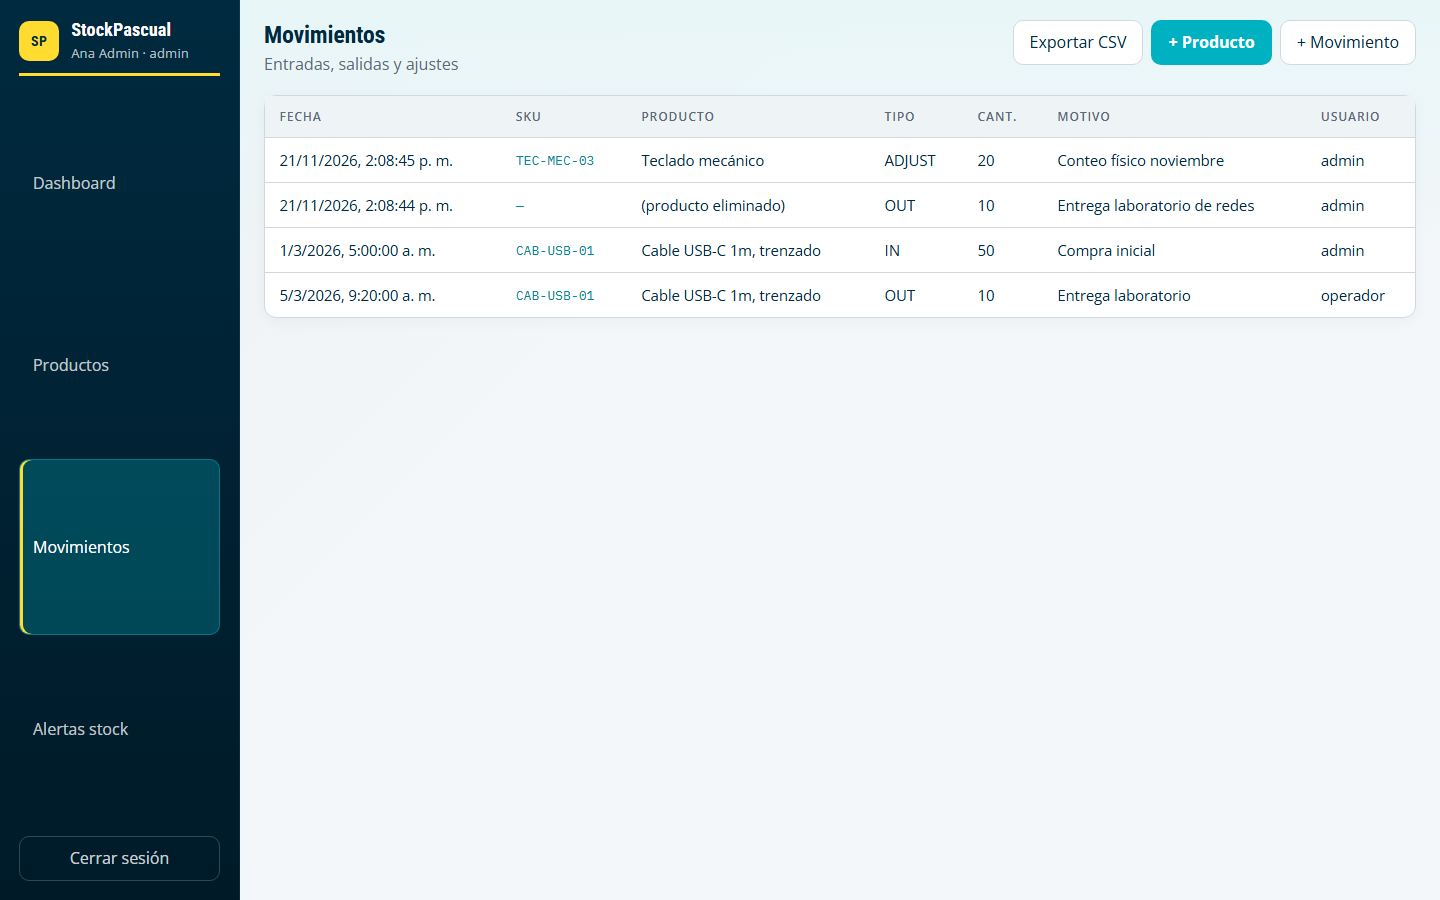 SP
StockPascual
Ana Admin · admin
Dashboard
Productos
Movimientos
Alertas stock
Cerrar sesión
Movimientos
Entradas, salidas y ajustes
Exportar CSV
+ Producto
+ Movimiento
FECHA SKU PRODUCTO TIPO CANT. MOTIVO USUARIO
21/11/2026, 2:08:45 p. m. TEC-MEC-03 Teclado mecánico ADJUST 20 Conteo físico noviembre admin
21/11/2026, 2:08:44 p. m. — (producto eliminado) OUT 10 Entrega laboratorio de redes admin
1/3/2026, 5:00:00 a. m. CAB-USB-01 Cable USB-C 1m, trenzado IN 50 Compra inicial admin
5/3/2026, 9:20:00 a. m. CAB-USB-01 Cable USB-C 1m, trenzado OUT 10 Entrega laboratorio operador